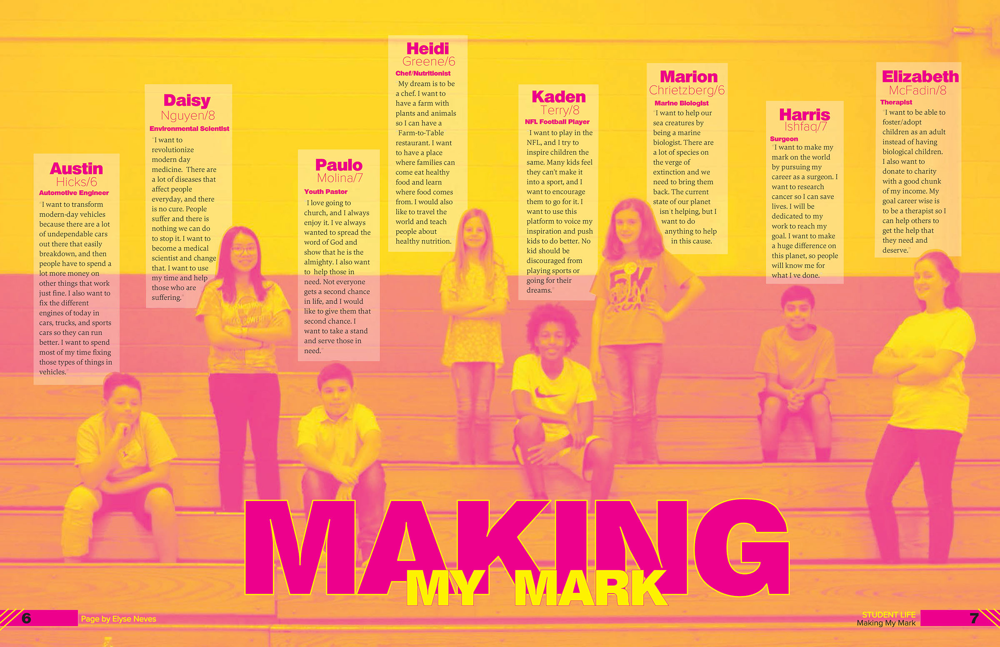 Austin
Hicks/6
Automotive Engineer
"I want to transform
modern-day vehicles
because there are a lot
of undependable cars
out there that easily
breakdown, and then
people have to spend a
lot more money on
other things that work
just fine. I also want to
fix the different
engines of today in
cars, trucks, and sports
cars so they can run
better. I want to spend
most of my time fixing
those types of things in
vehicles."
Daisy
Nguyen/8
Environmental Scientist
"I want to
revolutionize
modern day
medicine. There are
a lot of diseases that
affect people
everyday, and there
is no cure. People
suffer and there is
nothing we can do
to stop it. I want to
become a medical
scientist and change
that. I want to use
my time and help
those who are
suffering."
Paulo
Molina/7
Youth Pastor
"I love going to
church, and I always
enjoy it. I've always
wanted to spread the
word of God and
show that he is the
almighty. I also want
to help those in
need. Not everyone
gets a second chance
in life, and I would
like to give them that
second chance. I
want to take a stand
and serve those in
need."
Heidi
Greene/6
Chef/Nutritionist
"My dream is to be
a chef. I want to
have a farm with
plants and animals
so I can have a
"Farm-to-Table
restaurant. I want
to have a place
where families can
come eat healthy
food and learn
where food comes
from. I would also
like to travel the
world and teach
people about
healthy nutrition."
Kaden
Terry/8
NFL Football Player
"I want to play in the
NFL, and I try to
inspire children the
same. Many kids feel
they can't make it
into a sport, and I
want to encourage
them to go for it. I
want to use this
platform to voice my
inspiration and push
kids to do better. No
kid should be
discouraged from
playing sports or
going for their
dreams."
Marion
Chrietzberg/6
Marine Biologist
"I want to help our
sea creatures by
being a marine
biologist. There are
a lot of species on
the verge of
extinction and we
need to bring them
back. The current
state of our planet
isn't helping, but I
want to do
anything to help
in this cause."
Harris
Ishfaq/7
Surgeon
"I want to make my
mark on the world
by pursuing my
career as a surgeon. I
want to research
cancer so I can save
lives. I will be
dedicated to my
work to reach my
goal. I want to make
a huge difference on
this planet, so people
will know me for
what I've done."
Elizabeth
McFadin/8
Therapist
"I want to be able to
foster/adopt
children as an adult
instead of having
biological children.
I also want to
donate to charity
with a good chunk
of my income. My
goal career wise is
to be a therapist so I
can help others to
get the help that
they need and
deserve."
5K
RUN
MAKING
MY MARK
6
Page by Elyse Neves
STUDENT LIFE
Making My Mark
7